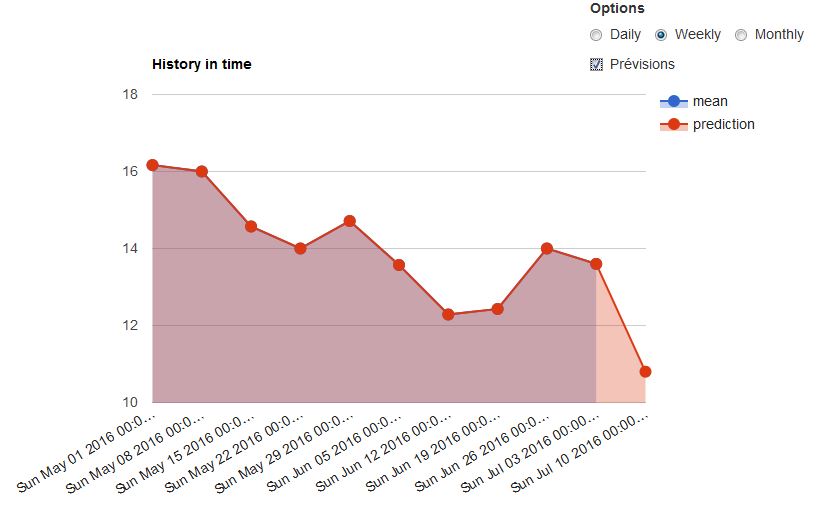 Options
Daily Weekly Monthly
History in time
Prévisions
18
mean
prediction
16
14
12
10
Sun May 01 2016 00:0…
Sun May 08 2016 00:0…
Sun May 15 2016 00:0…
Sun May 22 2016 00:0…
Sun May 29 2016 00:0…
Sun Jun 05 2016 00:0…
Sun Jun 12 2016 00:0…
Sun Jun 19 2016 00:0…
Sun Jun 26 2016 00:0…
Sun Jul 03 2016 00:00…
Sun Jul 10 2016 00:00…